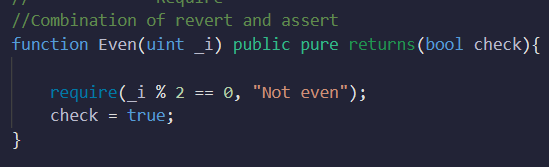 //          Require
//Combination of revert and assert
function Even(uint _i) public pure returns(bool check){
require(_i % 2 == 0, "Not even");
check = true;
}